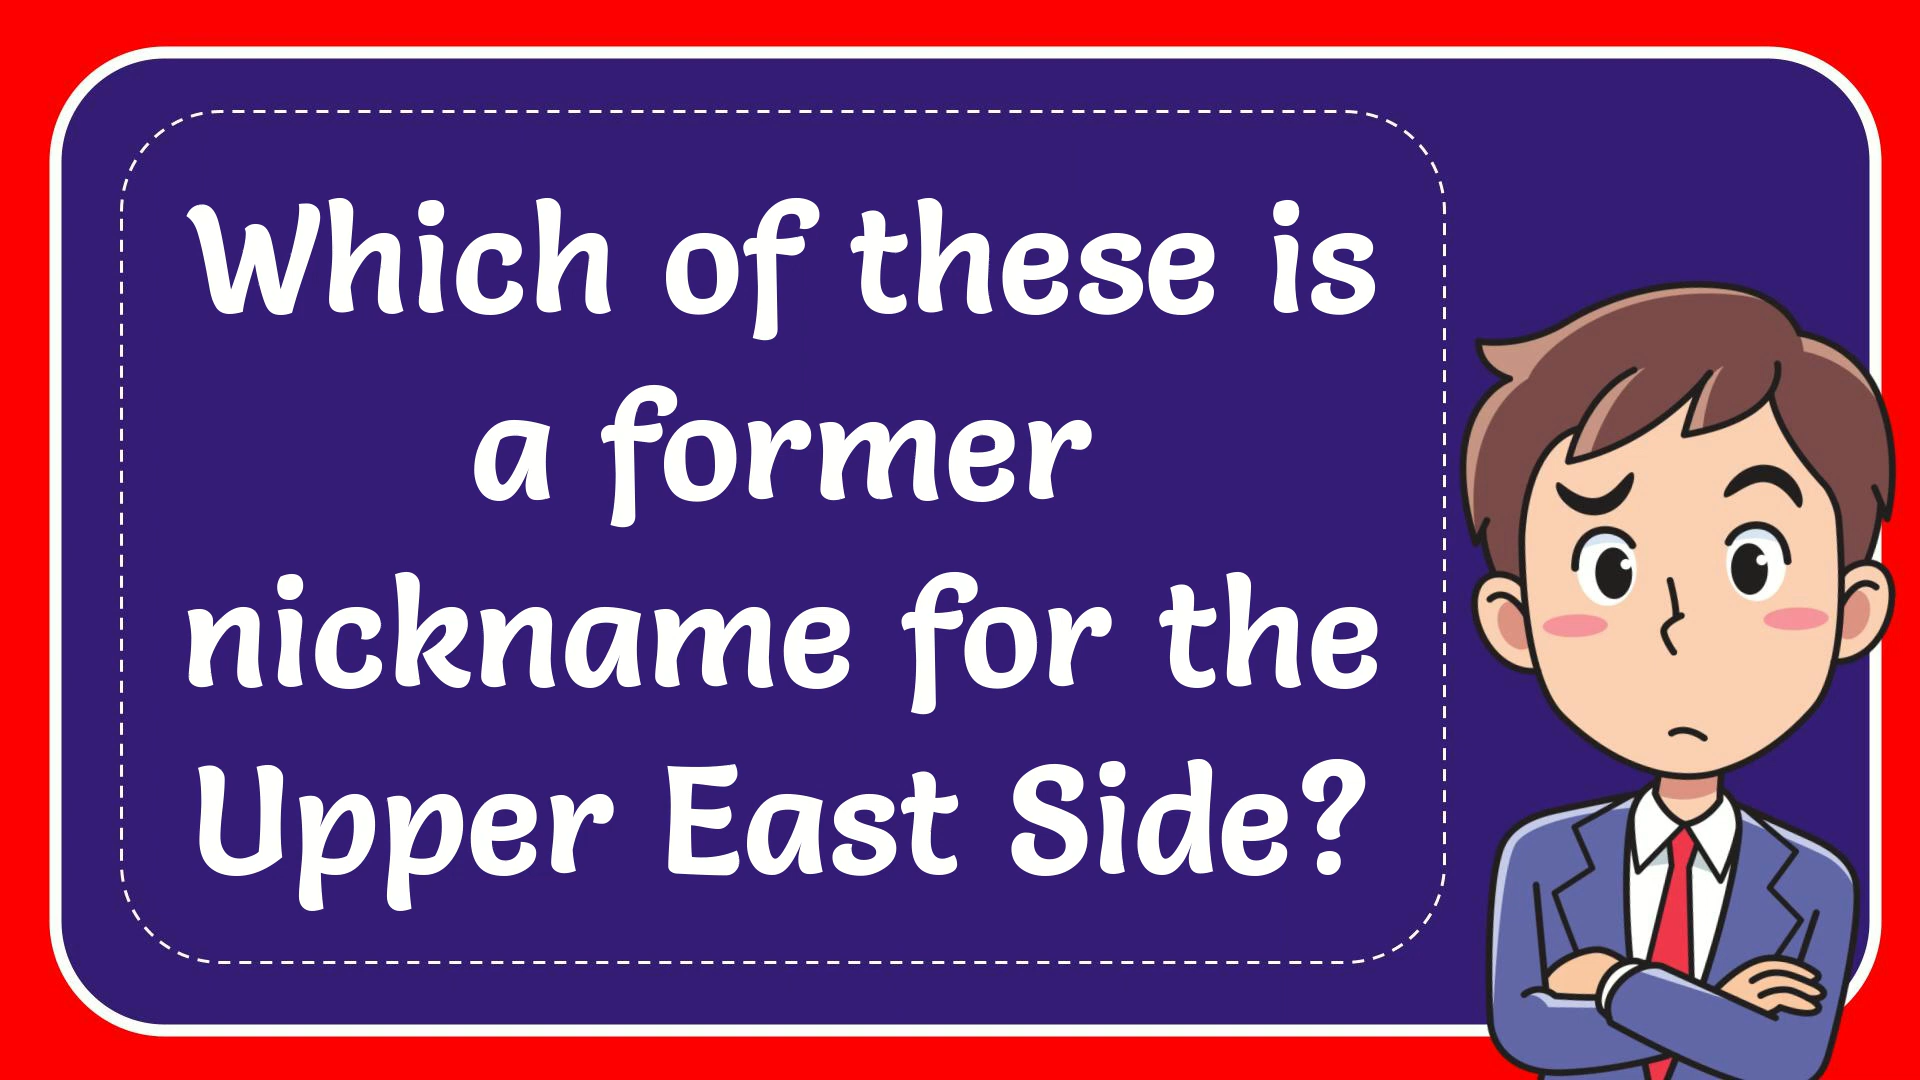 Which of these is
a former
nickname for the
Upper East Side?